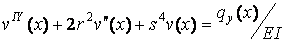 v^{IV}(x) + 2r^2 v''(x) + s^4 v(x) = q_y(x)/EI